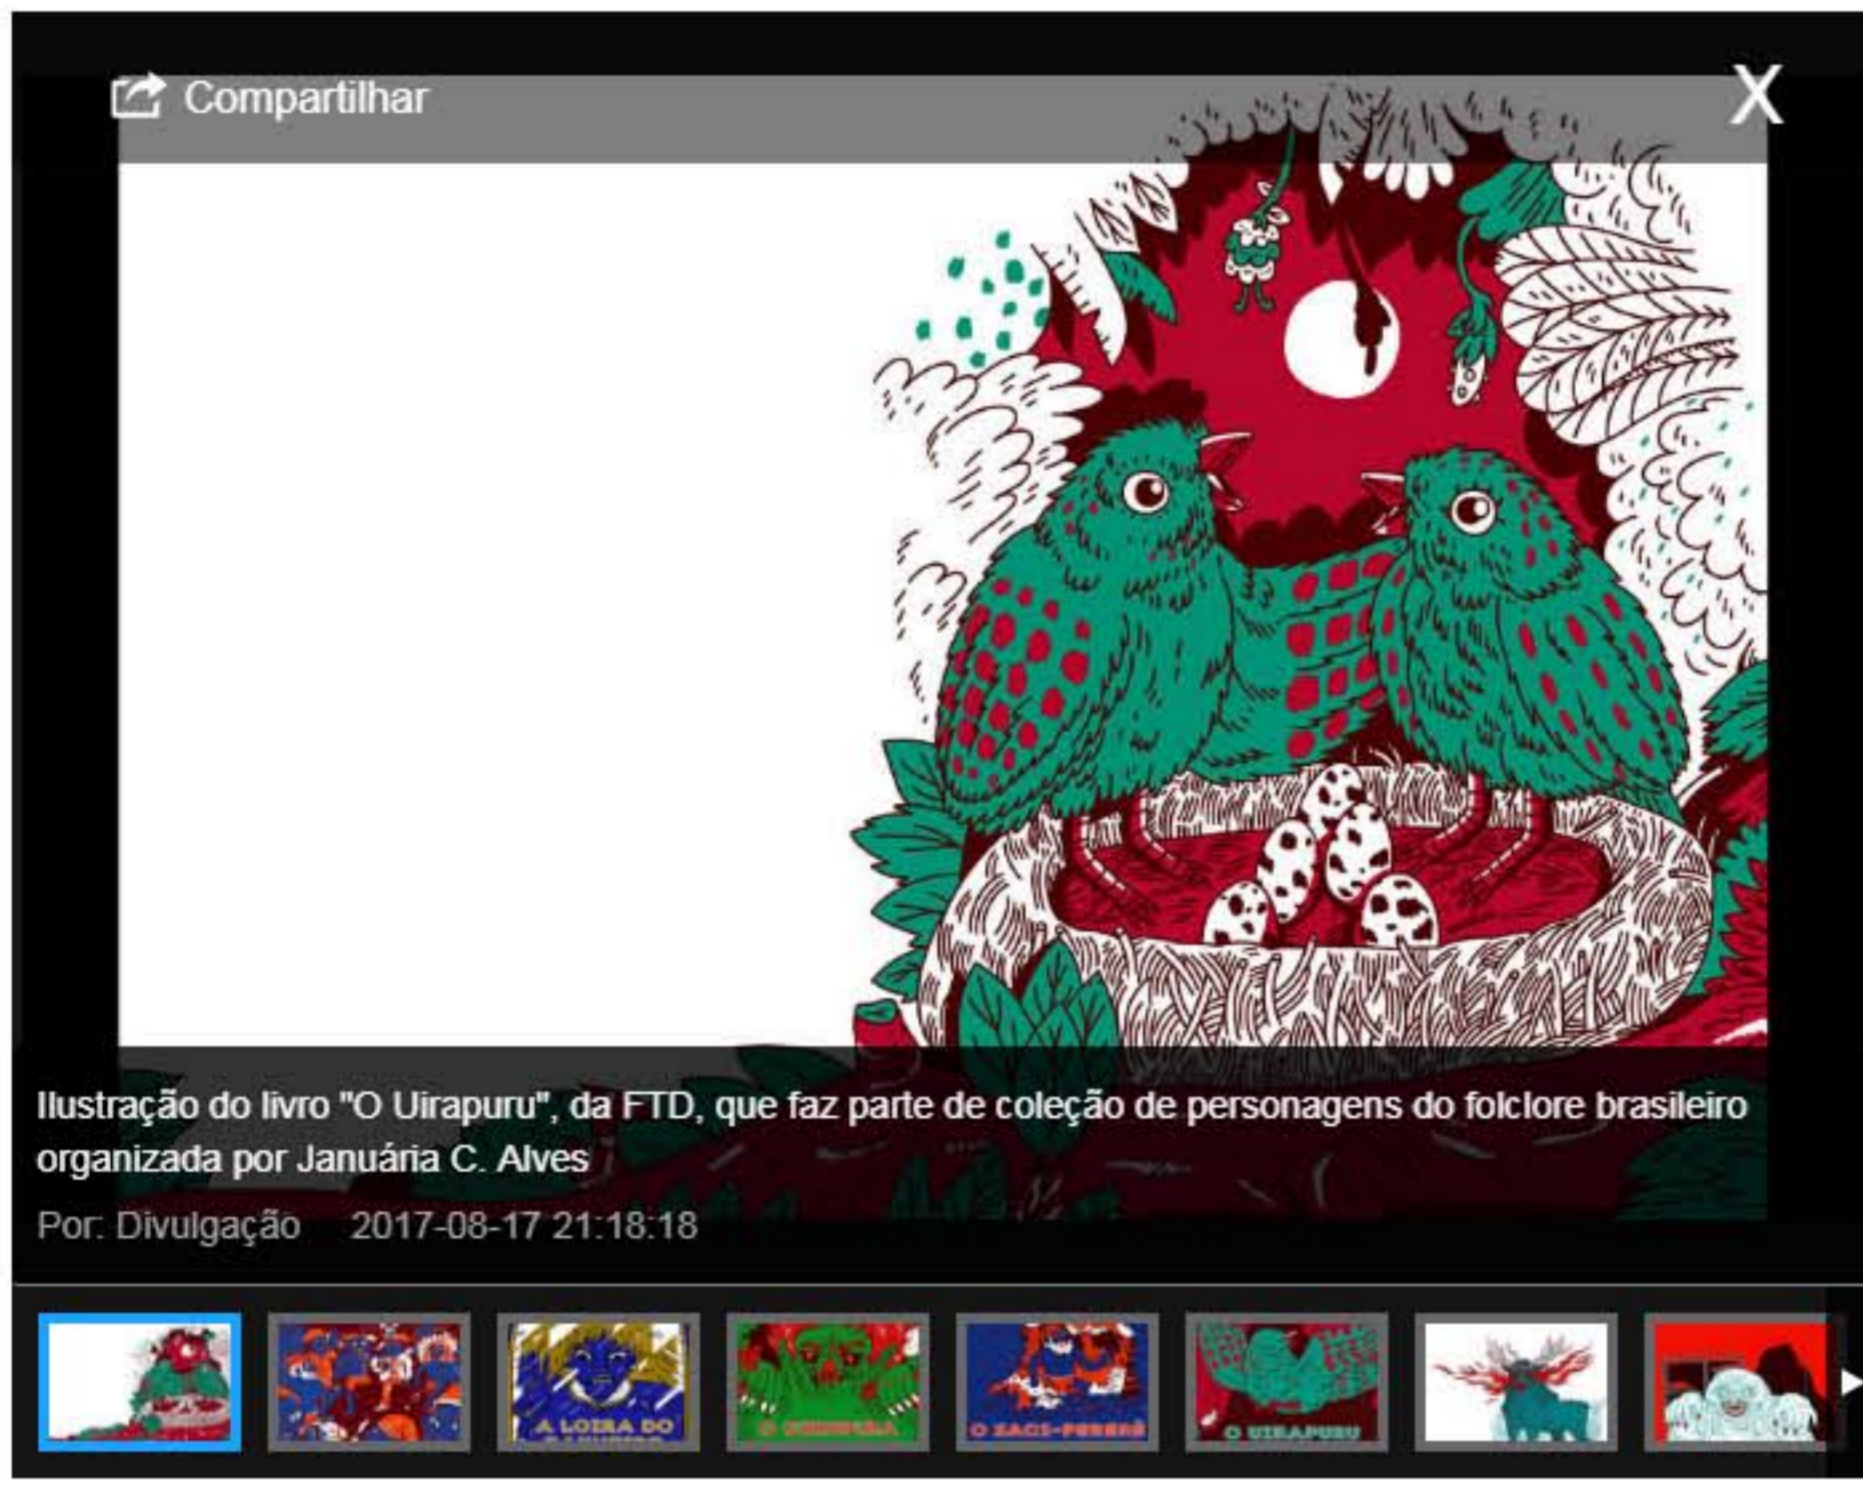 Compartilhar
X
Ilustração do livro "O Uirapuru", da FTD, que faz parte de coleção de personagens do folclore brasileiro
organizada por Januária C. Alves
Por: Divulgação 2017-08-17 21:18:18
A LOIRA DO
O SACI-PERERÊ
O UIRAPURU